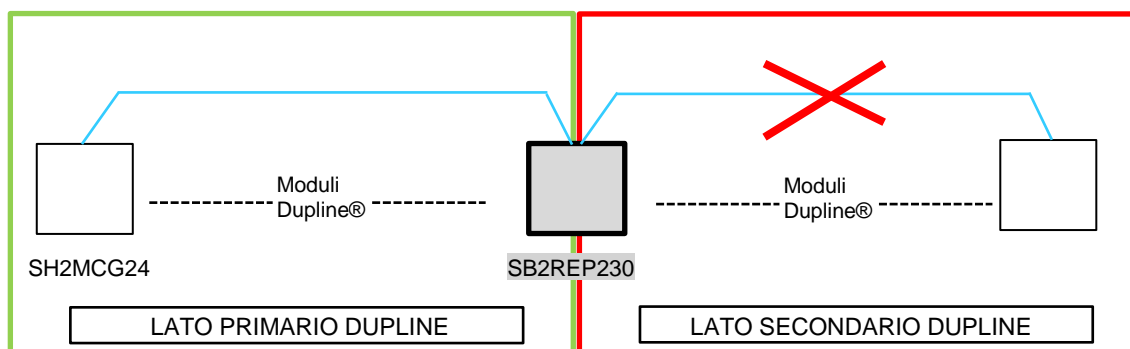 Moduli
Dupline®
Moduli
Dupline®
SH2MCG24
SB2REP230
LATO PRIMARIO DUPLINE
LATO SECONDARIO DUPLINE